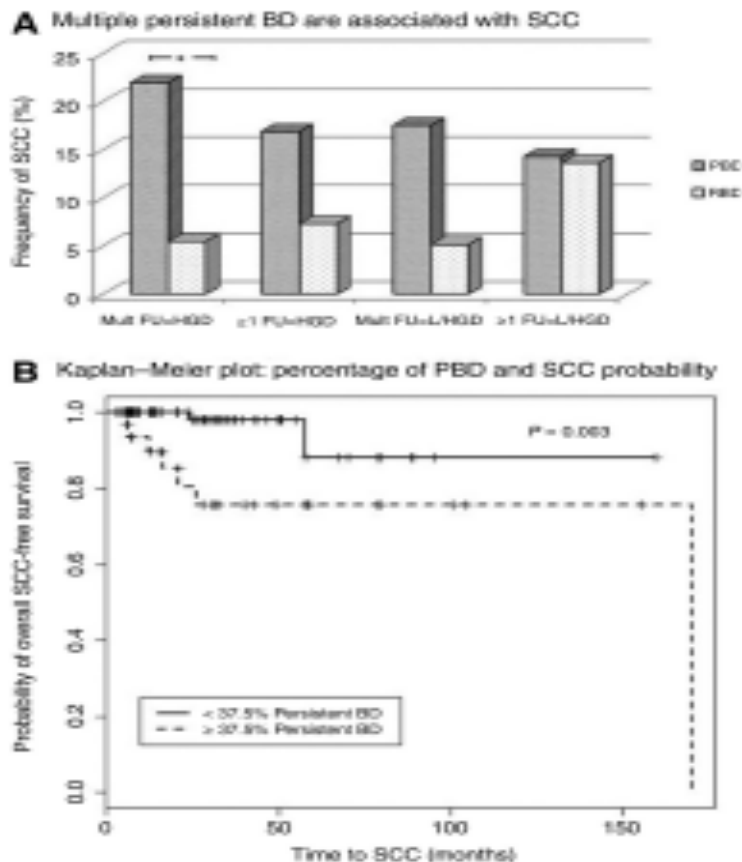 A Multiple persistent BD are associated with SCC
Frequency of SCC (%)
25
20
15
10
5
0
*
PBD
RBD
Mult FU=HGD
≥1 FU=HGD
Mult FU=L/HGD
≥1 FU=L/HGD
B Kaplan–Meier plot: percentage of PBD and SCC probability
Probability of overall SCC-free survival
1.0
0.8
0.6
0.4
0.2
0.0
P = 0.003
< 37.5% Persistent BD
≥ 37.5% Persistent BD
0
50
100
150
Time to SCC (months)